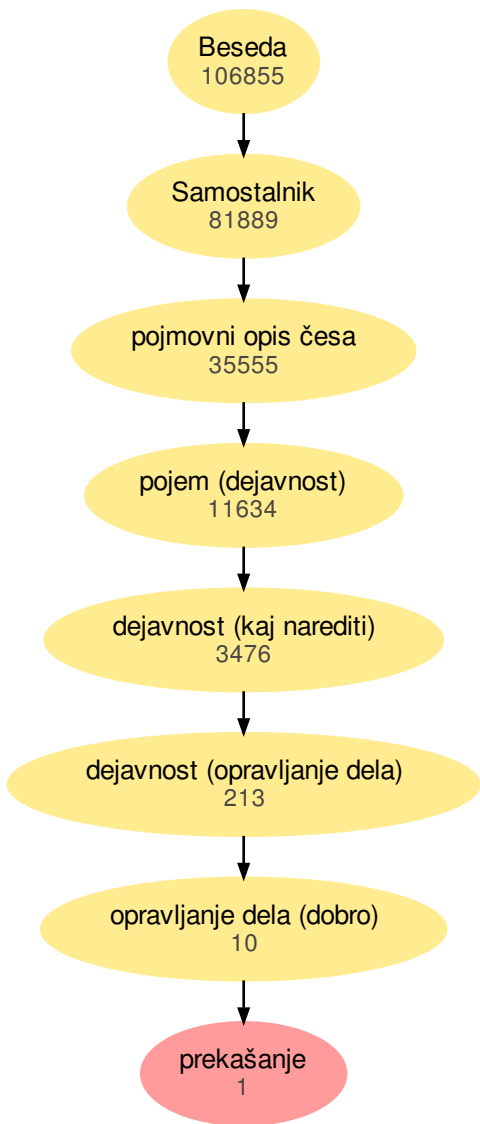 Beseda
106855
Samostalnik
81889
pojmovni opis česa
35555
pojem (dejavnost)
11634
dejavnost (kaj narediti)
3476
dejavnost (opravljanje dela)
213
opravljanje dela (dobro)
10
prekašanje
1